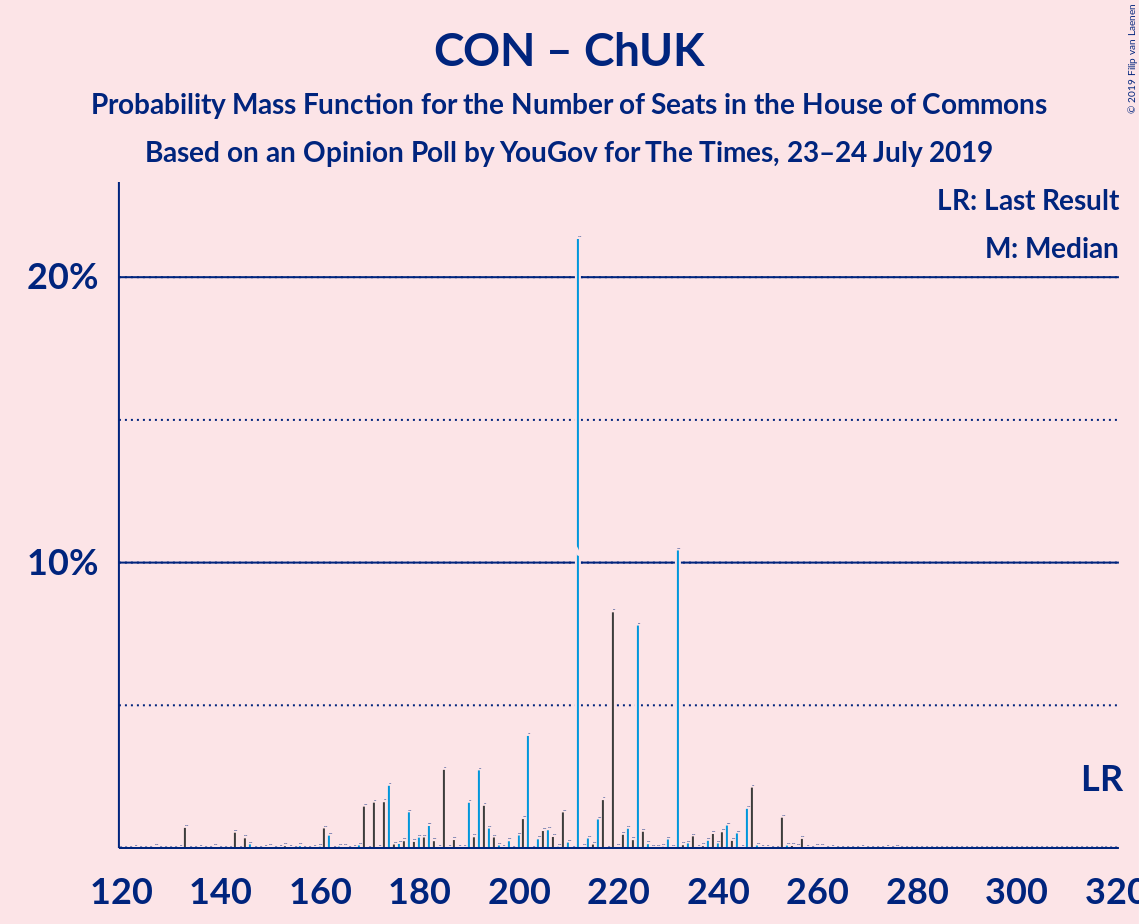 CON – ChUK
Probability Mass Function for the Number of Seats in the House of Commons
Based on an Opinion Poll by YouGov for The Times, 23–24 July 2019
© 2019 Filip van Laenen
LR: Last Result
M: Median
20%
10%
LR
120 140 160 180 200 220 240 260 280 300 320